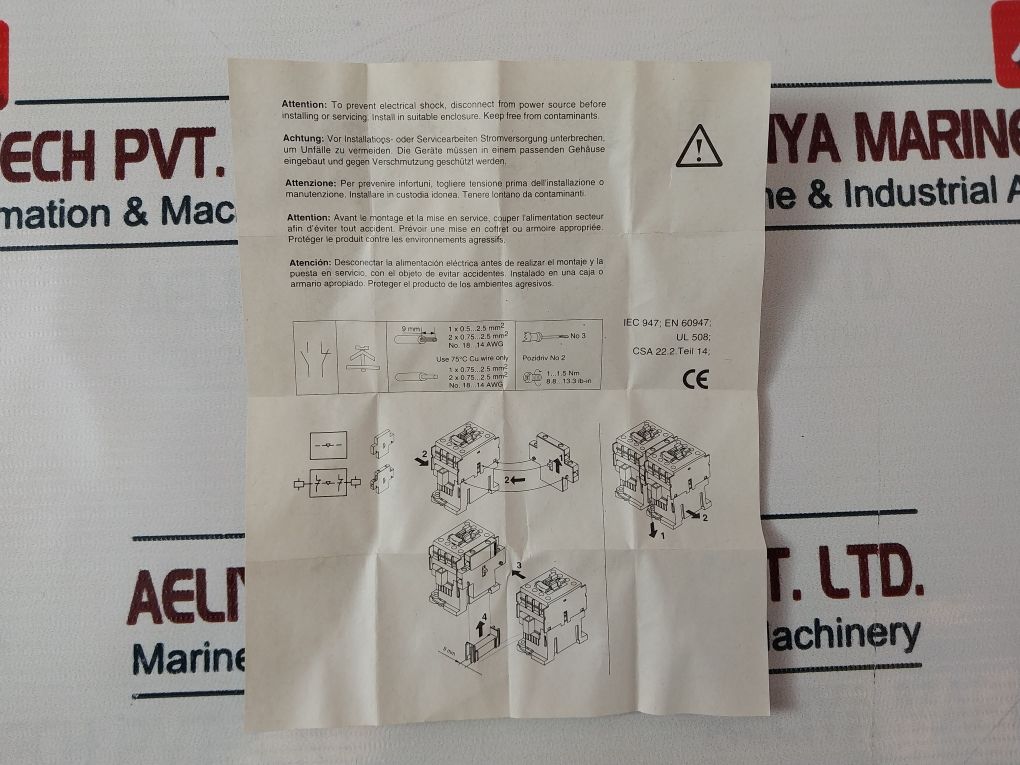 ECH PVT.
mation & Mac
YA MARINE
ne & Industrial A
Attention: To prevent electrical shock, disconnect from power source before
installing or servicing. Install in suitable enclosure. Keep free from contaminants.
Achtung: Vor Installations- oder Servicearbeiten Stromversorgung unterbrechen,
um Unfälle zu vermeiden. Die Geräte müssen in einem passenden Gehäuse
eingebaut und gegen Verschmutzung geschützt werden.
Attenzione: Per prevenire infortuni, togliere tensione prima dell'installazione o
manutenzione. Installare in custodia idonea. Tenere lontano da contaminanti.
Attention: Avant le montage et la mise en service, couper l'alimentation secteur
afin d'éviter tout accident. Prévoir une mise en coffret ou armoire appropriée.
Protéger le produit contre les environnements agressifs.
Atención: Desconectar la alimentación eléctrica antes de realizar el montaje y la
puesta en servicio, con el objeto de evitar accidentes. Instalado en una caja o
armario apropiado. Proteger el producto de los ambientes agresivos.
9 mm
1 x 0.5...2.5 mm²
2 x 0.75...2.5 mm²
No. 18...14 AWG
Use 75°C Cu wire only
1 x 0.75...2.5 mm²
2 x 0.75...2.5 mm²
No. 18...14 AWG
No 3
Pozidriv No 2
1...1.5 Nm
8.8...13.3 lb-in
IEC 947; EN 60947;
UL 508;
CSA 22.2 Teil 14;
CE
2
1
2
1
2
3
4
8 mm
AELIY
Marine
T. LTD.
achinery